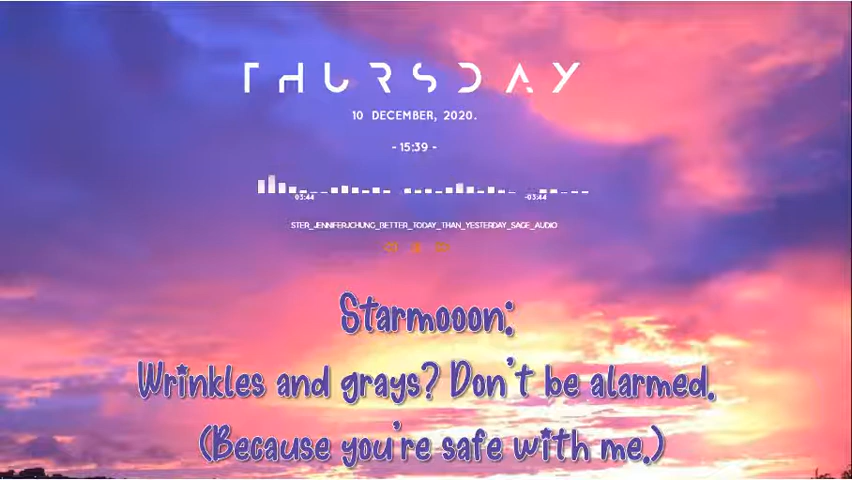 THURSDAY
10 DECEMBER, 2020.
- 15:39 -
03:44 -03:44
STER_JENNIFERJCHUNG_BETTER_TODAY_THAN_YESTERDAY_SAGE_AUDIO
Starmooon:
Wrinkles and grays? Don't be alarmed.
(Because you're safe with me.)